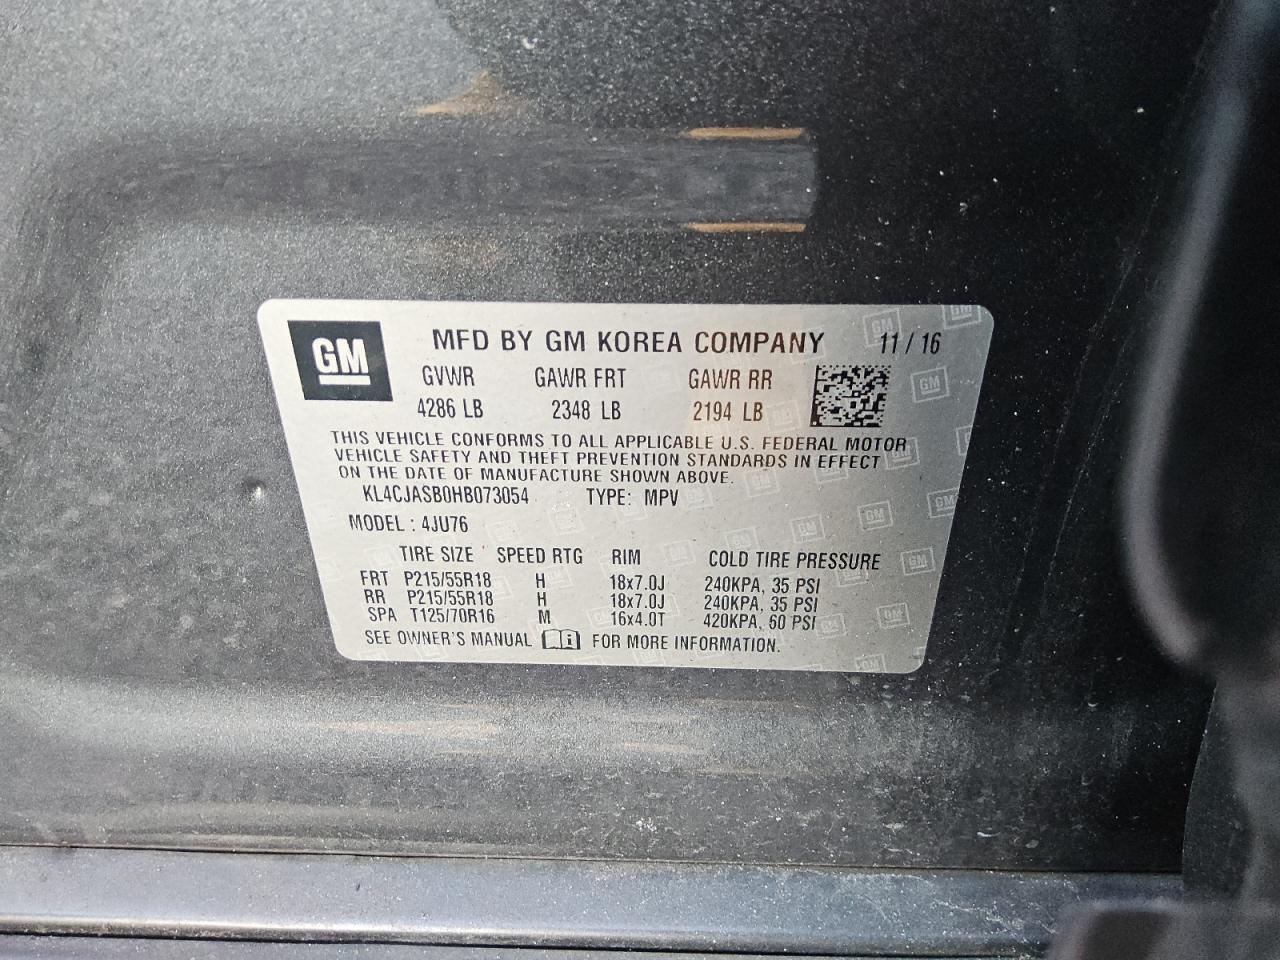 GM MFD BY GM KOREA COMPANY 11 / 16
GVWR GAWR FRT GAWR RR
4286 LB 2348 LB 2194 LB
THIS VEHICLE CONFORMS TO ALL APPLICABLE U.S. FEDERAL MOTOR
VEHICLE SAFETY AND THEFT PREVENTION STANDARDS IN EFFECT
ON THE DATE OF MANUFACTURE SHOWN ABOVE.
KL4CJASB0HB073054 TYPE: MPV
MODEL : 4JU76
TIRE SIZE SPEED RTG RIM COLD TIRE PRESSURE
FRT P215/55R18 H 18x7.0J 240KPA, 35 PSI
RR P215/55R18 H 18x7.0J 240KPA, 35 PSI
SPA T125/70R16 M 16x4.0T 420KPA, 60 PSI
SEE OWNER'S MANUAL FOR MORE INFORMATION.